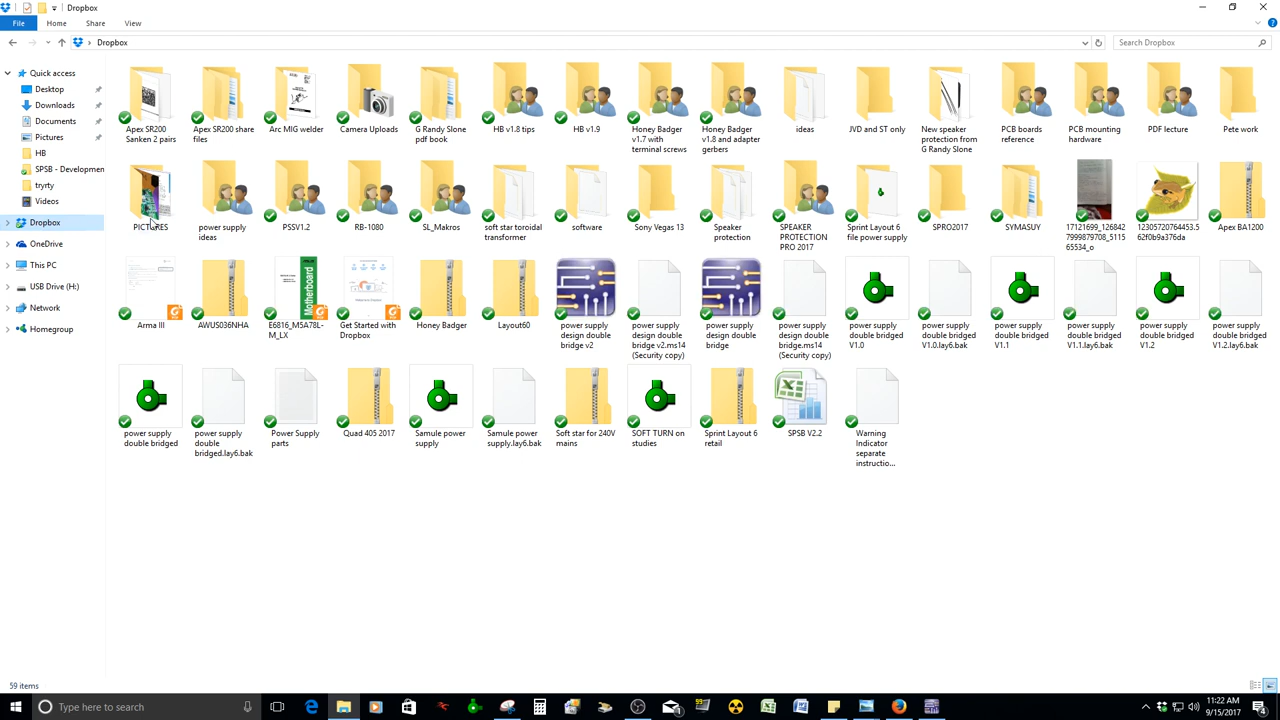 Dropbox
File
Home
Share
View
Dropbox
Search Dropbox
Quick access
Desktop
Downloads
Documents
Pictures
HB
SPSB - Developmen
tryrty
Videos
Dropbox
OneDrive
This PC
USB Drive (H:)
Network
Homegroup
Apex SR200
Sanken 2 pairs
Apex SR200 share
files
Arc MIG welder
Camera Uploads
G Randy Slone
pdf book
HB v1.8 tips
HB v1.9
Honey Badger
v1.7 with
terminal screws
Honey Badger
v1.8 and adapter
gerbers
ideas
JVD and ST only
New speaker
protection from
G Randy Slone
PCB boards
reference
PCB mounting
hardware
PDF lecture
Pete work
PICTURES
power supply
ideas
PSSV1.2
RB-1080
SL_Makros
soft star toroidal
transformer
software
Sony Vegas 13
Speaker
protection
SPEAKER
PROTECTION
PRO 2017
Sprint Layout 6
file power supply
SPRO2017
SYMASUY
17121699_126842
7999879708_5115
65534_o
12305720764453.5
62f0b9a376da
Apex BA1200
Arma III
AWUS036NHA
Motherboard
E6816_M5A78L-
M_LX
Get Started with
Dropbox
Honey Badger
Layout60
power supply
design double
bridge v2
power supply
design double
bridge v2.ms14
(Security copy)
power supply
design double
bridge
power supply
design double
bridge.ms14
(Security copy)
power supply
double bridged
V1.0
power supply
double bridged
V1.0.lay6.bak
power supply
double bridged
V1.1
power supply
double bridged
V1.1.lay6.bak
power supply
double bridged
V1.2
power supply
double bridged
V1.2.lay6.bak
power supply
double bridged
power supply
double
bridged.lay6.bak
Power Supply
parts
Quad 405 2017
Samule power
supply
Samule power
supply.lay6.bak
Soft star for 240V
mains
SOFT TURN on
studies
Sprint Layout 6
retail
SPSB V2.2
Warning
Indicator
separate
instructio...
59 items
Type here to search
11:22 AM
9/15/2017